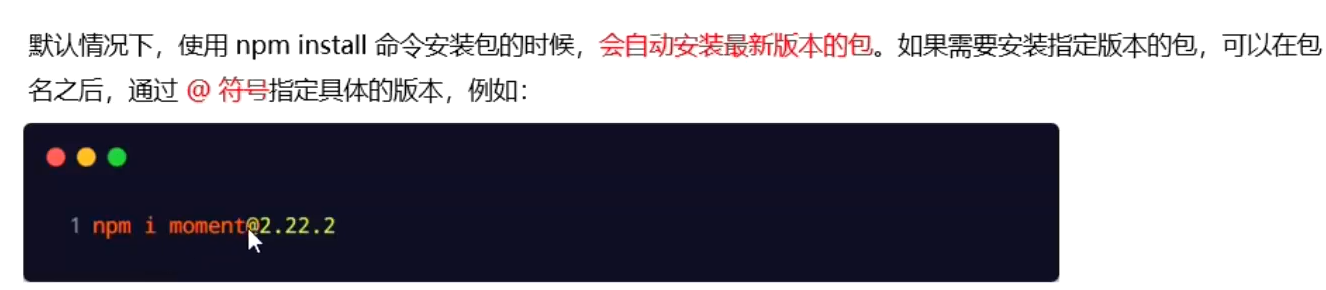 默认情况下，使用 npm install 命令安装包的时候，会自动安装最新版本的包。如果需要安装指定版本的包，可以在包
名之后，通过 @ 符号指定具体的版本，例如：
1 npm i moment@2.22.2